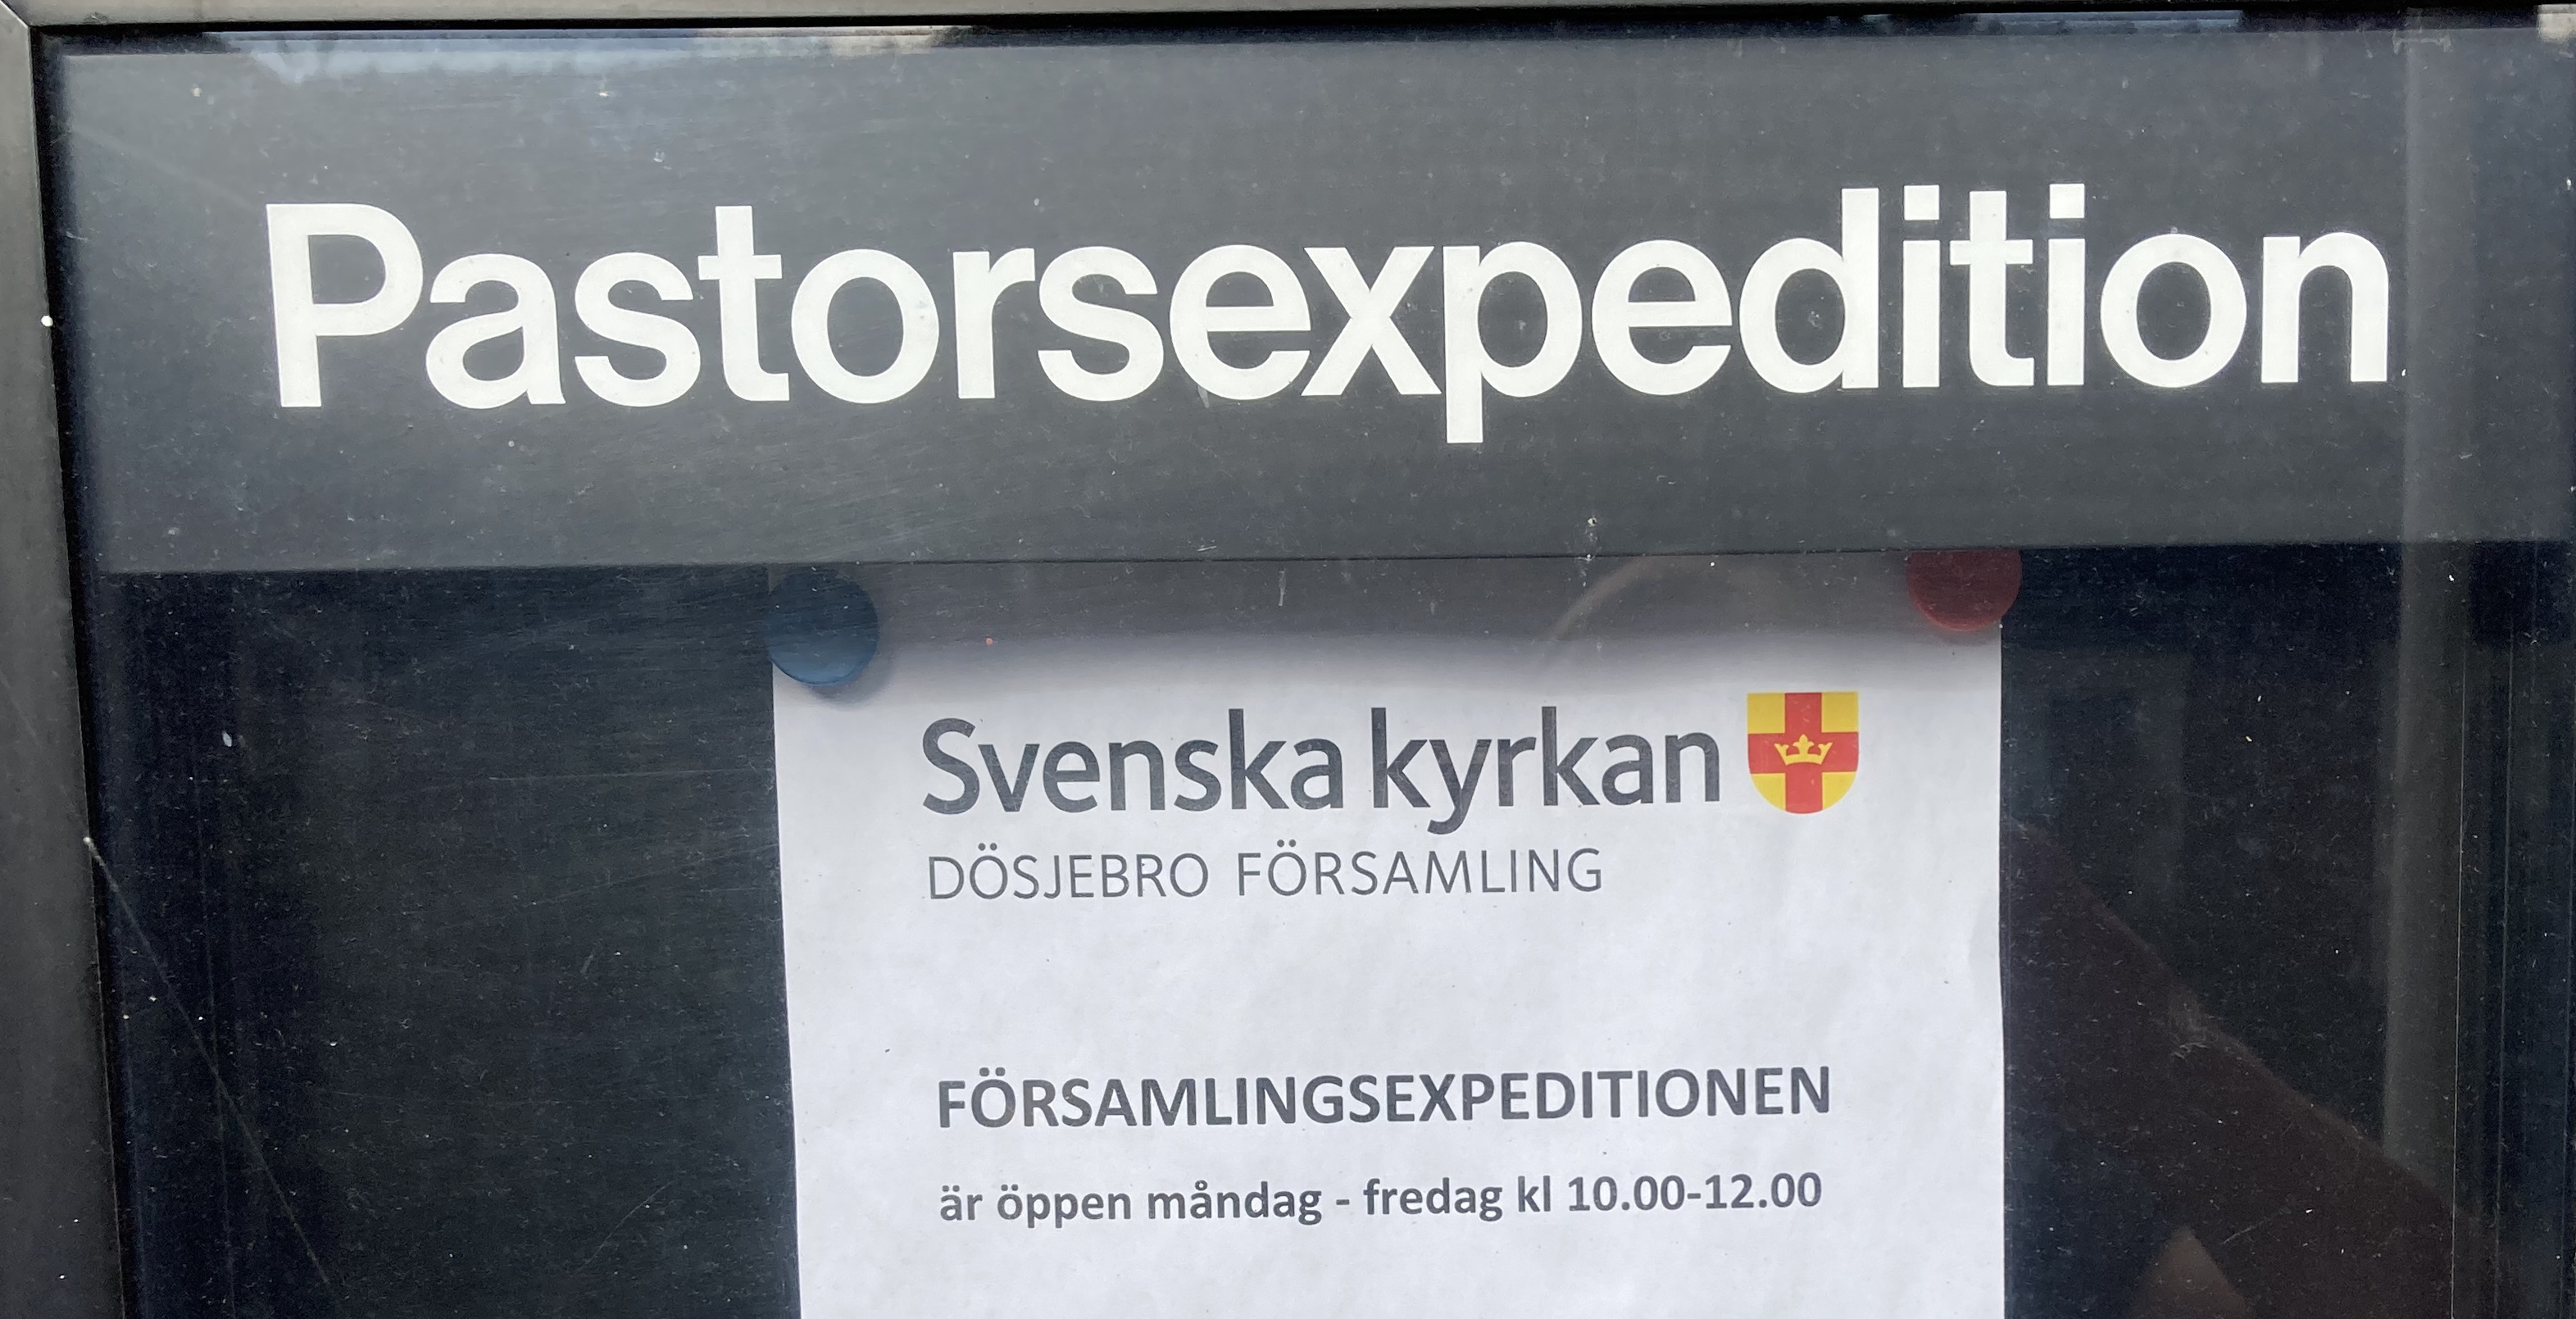 Pastorsexpedition
Svenska kyrkan
DÖSJEBRO FÖRSAMLING
FÖRSAMLINGSEXPEDITIONEN
är öppen måndag - fredag kl 10.00-12.00